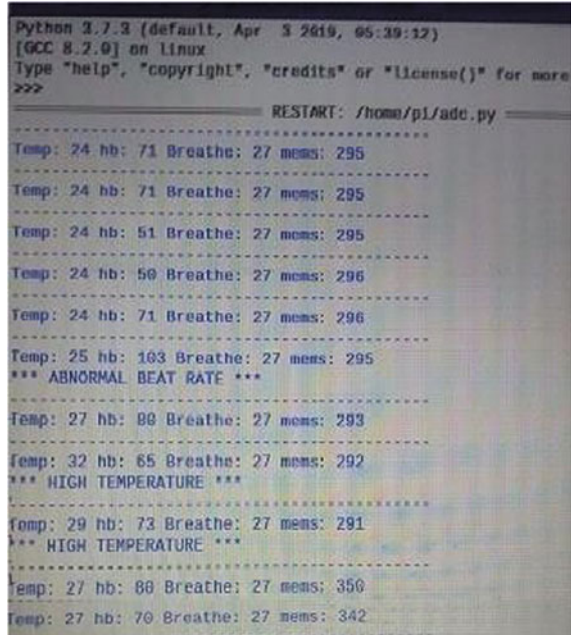 Python 3.7.3 (default, Apr 3 2019, 05:39:12)
[GCC 8.2.0] on linux
Type "help", "copyright", "credits" or "license()" for more
>>>
RESTART: /home/pi/adc.py
Temp: 24 hb: 71 Breathe: 27 mems: 295
Temp: 24 hb: 71 Breathe: 27 mems: 295
Temp: 24 hb: 51 Breathe: 27 mems: 295
Temp: 24 hb: 50 Breathe: 27 mems: 296
Temp: 24 hb: 71 Breathe: 27 mems: 296
Temp: 25 hb: 103 Breathe: 27 mems: 295
*** ABNORMAL BEAT RATE ***
Temp: 27 hb: 80 Breathe: 27 mems: 293
Temp: 32 hb: 65 Breathe: 27 mems: 292
*** HIGH TEMPERATURE ***
Temp: 29 hb: 73 Breathe: 27 mems: 291
*** HIGH TEMPERATURE ***
Temp: 27 hb: 80 Breathe: 27 mems: 350
Temp: 27 hb: 70 Breathe: 27 mems: 342